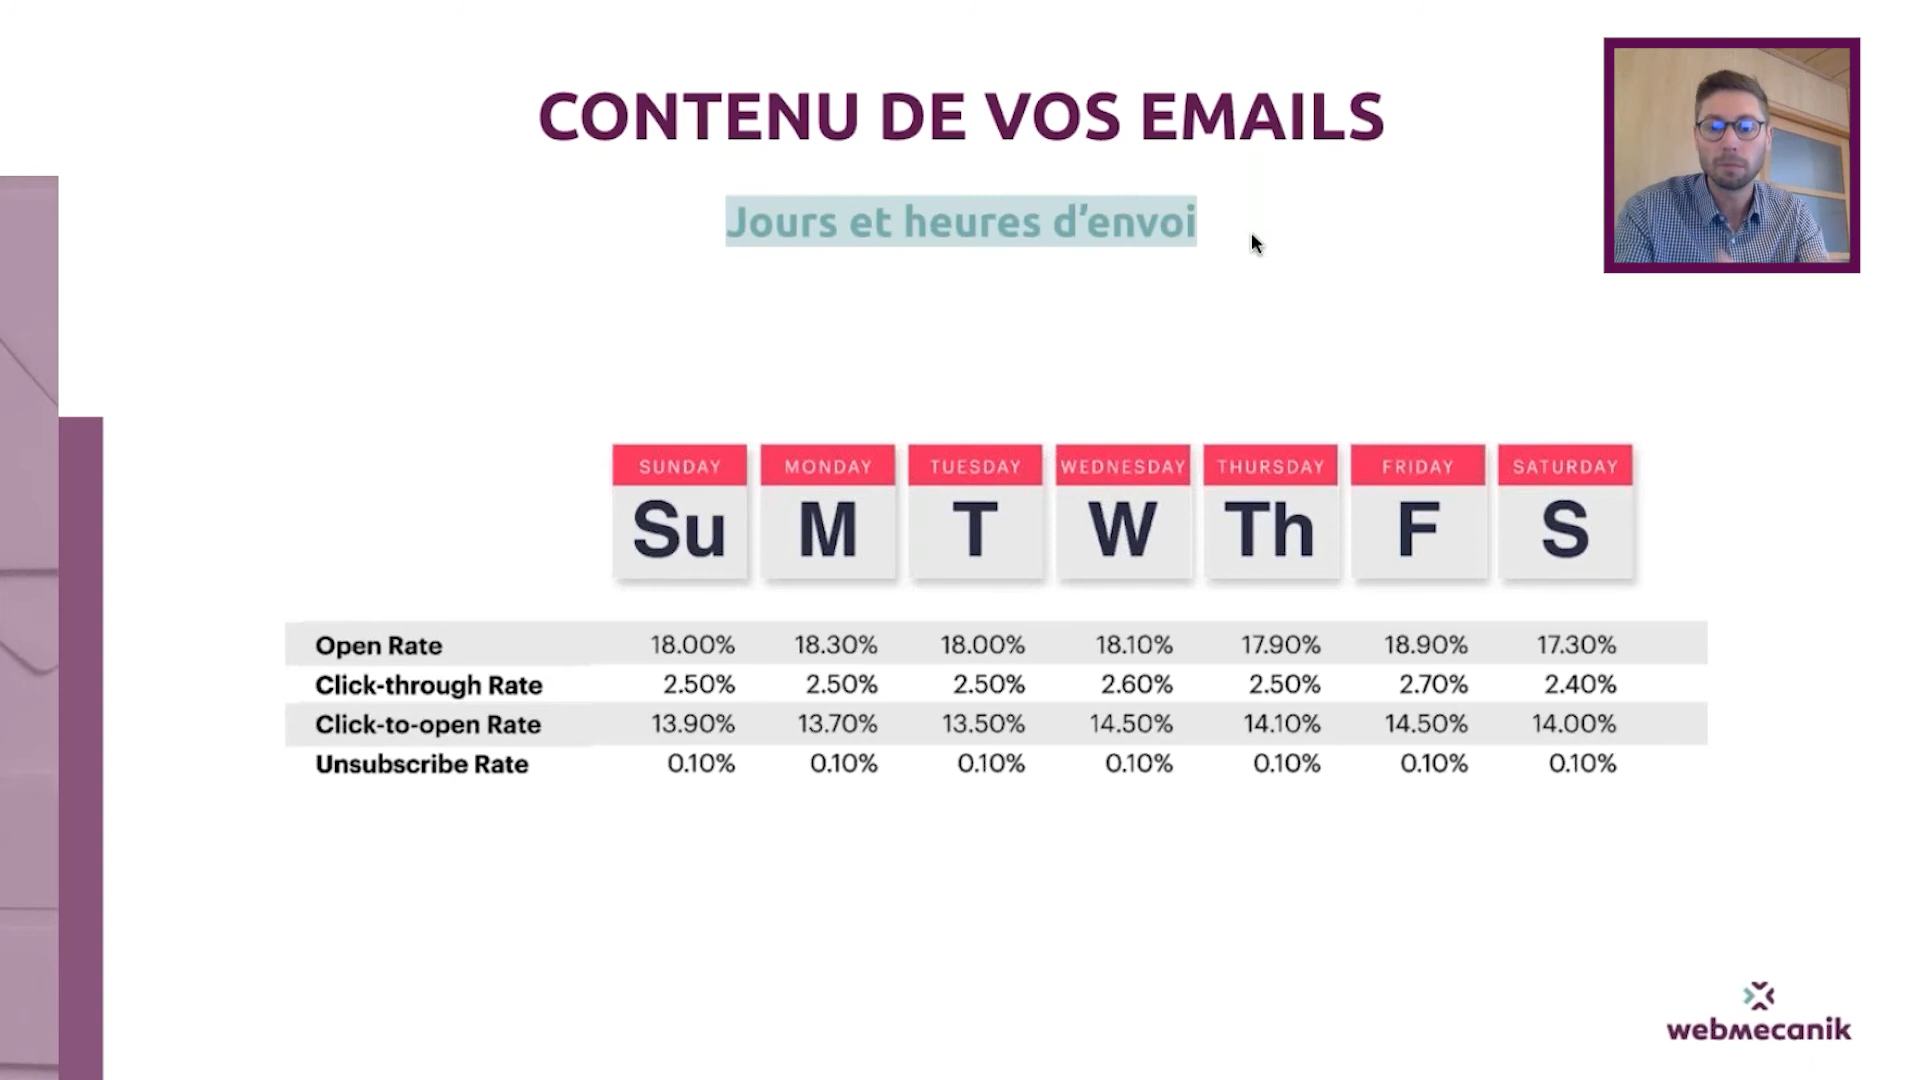 CONTENU DE VOS EMAILS
Jours et heures d’envoi
SUNDAY MONDAY TUESDAY WEDNESDAY THURSDAY FRIDAY SATURDAY
Su M T W Th F S
Open Rate 18.00% 18.30% 18.00% 18.10% 17.90% 18.90% 17.30%
Click-through Rate 2.50% 2.50% 2.50% 2.60% 2.50% 2.70% 2.40%
Click-to-open Rate 13.90% 13.70% 13.50% 14.50% 14.10% 14.50% 14.00%
Unsubscribe Rate 0.10% 0.10% 0.10% 0.10% 0.10% 0.10% 0.10%
webmecanik